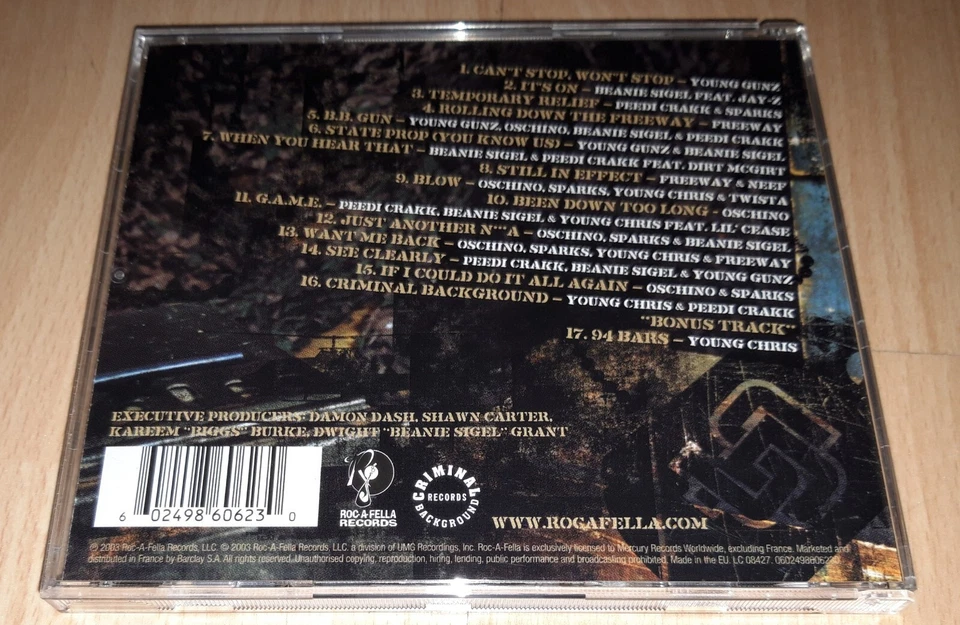 1. CAN'T STOP, WON'T STOP – YOUNG GUNZ
2. IT'S ON – BEANIE SIGEL FEAT. JAY-Z
3. TEMPORARY RELIEF – PEEDI CRAKK & SPARKS
4. ROLLING DOWN THE FREEWAY – FREEWAY
5. B.B. GUN – YOUNG GUNZ, OSCHINO, BEANIE SIGEL & PEEDI CRAKK
6. STATE PROP (YOU KNOW US) – YOUNG GUNZ & BEANIE SIGEL
7. WHEN YOU HEAR THAT – BEANIE SIGEL & PEEDI CRAKK FEAT. DIRT MCGIRT
8. STILL IN EFFECT – FREEWAY & NEEF
9. BLOW – OSCHINO, SPARKS, YOUNG CHRIS & TWISTA
10. BEEN DOWN TOO LONG - OSCHINO
11. G.A.M.E. – PEEDI CRAKK, BEANIE SIGEL & YOUNG CHRIS FEAT. LIL' CEASE
12. JUST ANOTHER N***A – OSCHINO, SPARKS & BEANIE SIGEL
13. WANT ME BACK – OSCHINO, SPARKS, YOUNG CHRIS & FREEWAY
14. SEE CLEARLY – PEEDI CRAKK, BEANIE SIGEL & YOUNG GUNZ
15. IF I COULD DO IT ALL AGAIN – OSCHINO & SPARKS
16. CRIMINAL BACKGROUND – YOUNG CHRIS & PEEDI CRAKK
"BONUS TRACK"
17. 94 BARS – YOUNG CHRIS
EXECUTIVE PRODUCERS: DAMON DASH, SHAWN CARTER,
KAREEM "BIGGS" BURKE, DWIGHT "BEANIE SIGEL" GRANT
6 02498 60623 0
ROC-A-FELLA
RECORDS
CRIMINAL
RECORDS
BACKGROUND
WWW.ROCAFELLA.COM
℗ 2003 Roc-A-Fella Records, LLC. © 2003 Roc-A-Fella Records, LLC. a division of UMG Recordings, Inc. Roc-A-Fella is exclusively licensed to Mercury Records Worldwide, excluding France. Marketed and
distributed in France by Barclay S.A. All rights reserved. Unauthorised copying, reproduction, hiring, lending, public performance and broadcasting prohibited. Made in the EU. LC 08427.